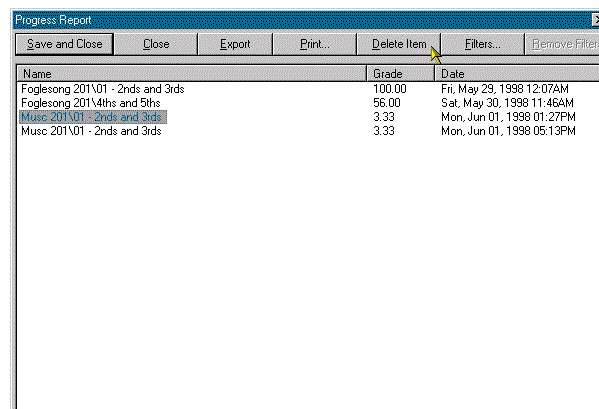 Progress Report
Save and Close Close Export Print... Delete Item Filters... Remove Filters
Name Grade Date
Foglesong 201\01 - 2nds and 3rds 100.00 Fri, May 29, 1998 12:07AM
Foglesong 201\4ths and 5ths 56.00 Sat, May 30, 1998 11:46AM
Musc 201\01 - 2nds and 3rds 3.33 Mon, Jun 01, 1998 01:27PM
Musc 201\01 - 2nds and 3rds 3.33 Mon, Jun 01, 1998 05:13PM